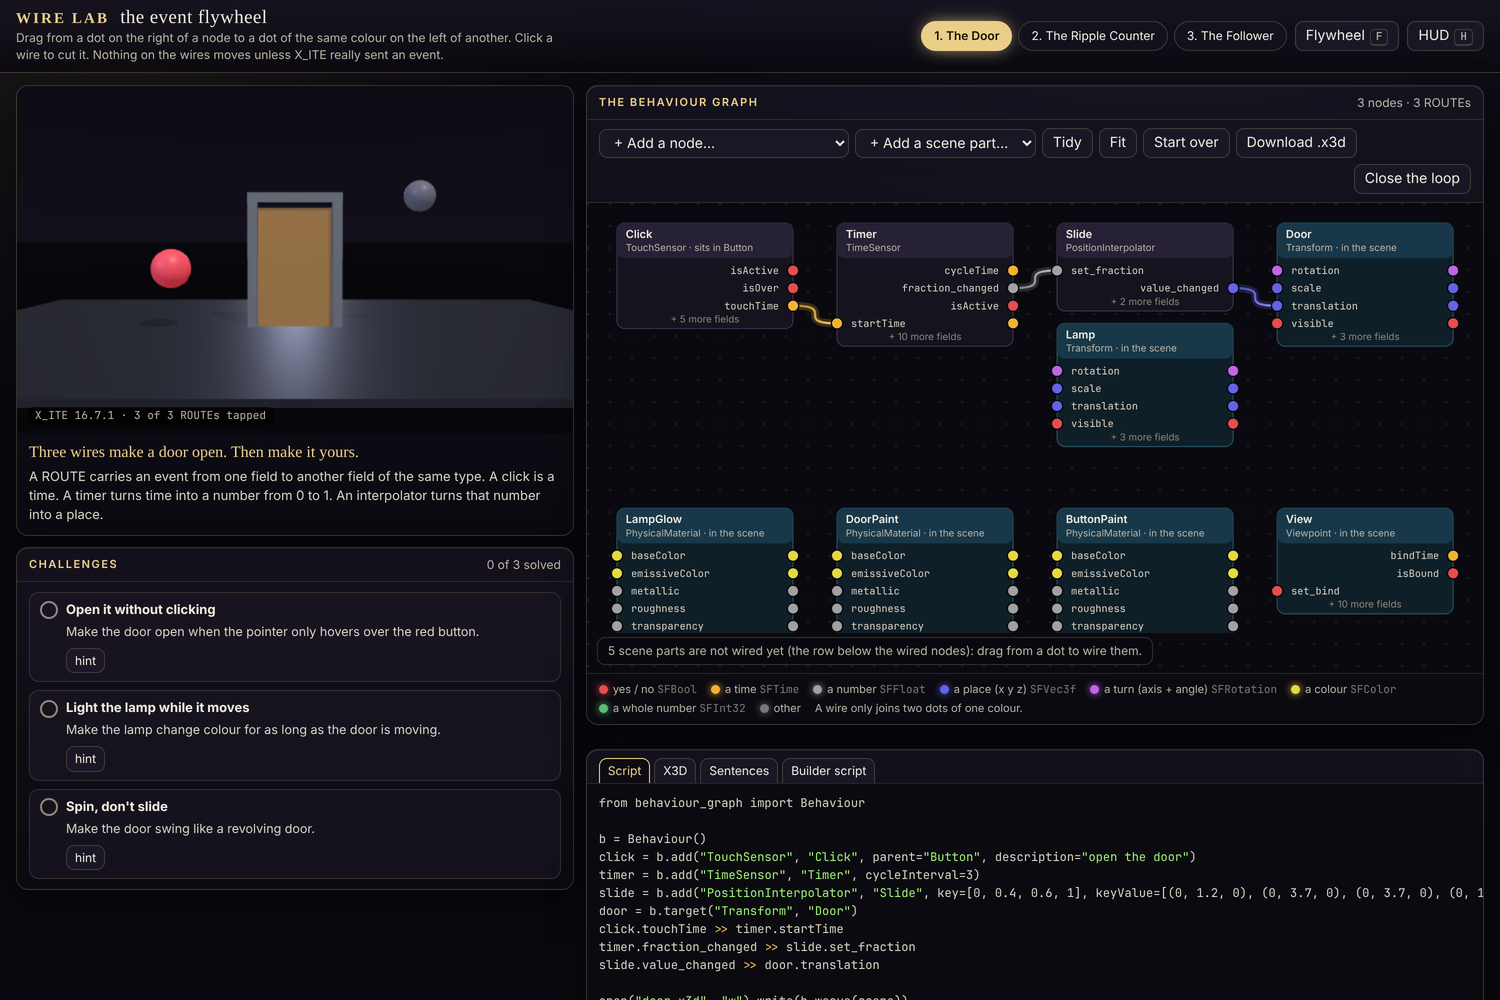 WIRE LAB the event flywheel
Drag from a dot on the right of a node to a dot of the same colour on the left of another. Click a
wire to cut it. Nothing on the wires moves unless X_ITE really sent an event.
1. The Door
2. The Ripple Counter
3. The Follower
Flywheel F
HUD H
X_ITE 16.7.1 · 3 of 3 ROUTEs tapped
Three wires make a door open. Then make it yours.
A ROUTE carries an event from one field to another field of the same type. A click is a
time. A timer turns time into a number from 0 to 1. An interpolator turns that number
into a place.
CHALLENGES
0 of 3 solved
Open it without clicking
Make the door open when the pointer only hovers over the red button.
hint
Light the lamp while it moves
Make the lamp change colour for as long as the door is moving.
hint
Spin, don't slide
Make the door swing like a revolving door.
hint
THE BEHAVIOUR GRAPH
3 nodes · 3 ROUTEs
+ Add a node...
+ Add a scene part...
Tidy
Fit
Start over
Download .x3d
Close the loop
Click
TouchSensor · sits in Button
isActive
isOver
touchTime
+ 5 more fields
Timer
TimeSensor
cycleTime
fraction_changed
isActive
startTime
+ 10 more fields
Slide
PositionInterpolator
set_fraction
value_changed
+ 2 more fields
Door
Transform · in the scene
rotation
scale
translation
visible
+ 3 more fields
Lamp
Transform · in the scene
rotation
scale
translation
visible
+ 3 more fields
LampGlow
PhysicalMaterial · in the scene
baseColor
emissiveColor
metallic
roughness
transparency
DoorPaint
PhysicalMaterial · in the scene
baseColor
emissiveColor
metallic
roughness
transparency
ButtonPaint
PhysicalMaterial · in the scene
baseColor
emissiveColor
metallic
roughness
transparency
View
Viewpoint · in the scene
bindTime
isBound
set_bind
+ 10 more fields
5 scene parts are not wired yet (the row below the wired nodes): drag from a dot to wire them.
yes / no SFBool a time SFTime a number SFFloat a place (x y z) SFVec3f a turn (axis + angle) SFRotation a colour SFColor
a whole number SFInt32 other A wire only joins two dots of one colour.
Script
X3D
Sentences
Builder script
from behaviour_graph import Behaviour
b = Behaviour()
click = b.add("TouchSensor", "Click", parent="Button", description="open the door")
timer = b.add("TimeSensor", "Timer", cycleInterval=3)
slide = b.add("PositionInterpolator", "Slide", key=[0, 0.4, 0.6, 1], keyValue=[(0, 1.2, 0), (0, 3.7, 0), (0, 3.7, 0), (0, 1
door = b.target("Transform", "Door")
click.touchTime >> timer.startTime
timer.fraction_changed >> slide.set_fraction
slide.value_changed >> door.translation